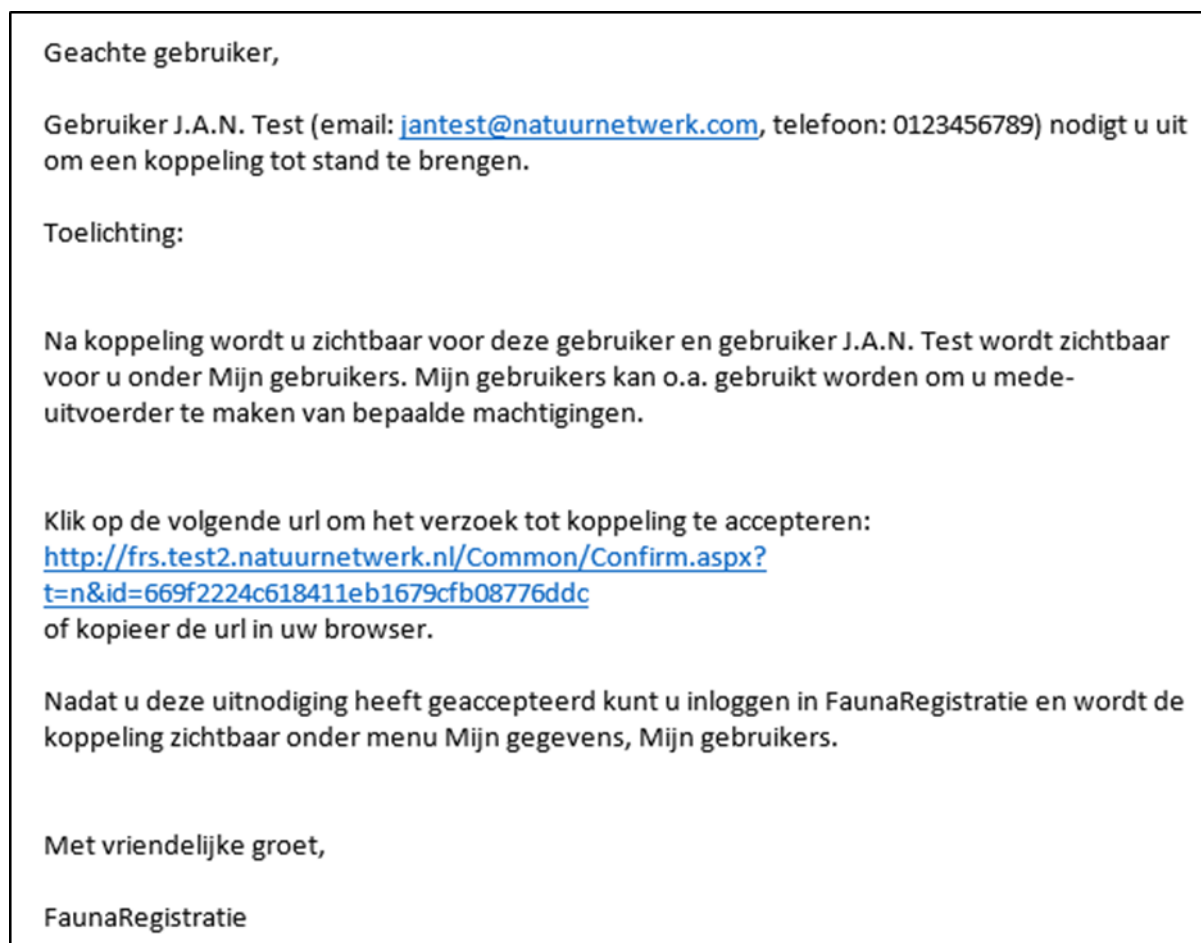 Geachte gebruiker,
Gebruiker J.A.N. Test (email: jantest@natuurnetwerk.com, telefoon: 0123456789) nodigt u uit
om een koppeling tot stand te brengen.
Toelichting:
Na koppeling wordt u zichtbaar voor deze gebruiker en gebruiker J.A.N. Test wordt zichtbaar
voor u onder Mijn gebruikers. Mijn gebruikers kan o.a. gebruikt worden om u mede-
uitvoerder te maken van bepaalde machtigingen.
Klik op de volgende url om het verzoek tot koppeling te accepteren:
http://frs.test2.natuurnetwerk.nl/Common/Confirm.aspx?
t=n&id=669f2224c618411eb1679cfb08776ddc
of kopieer de url in uw browser.
Nadat u deze uitnodiging heeft geaccepteerd kunt u inloggen in FaunaRegistratie en wordt de
koppeling zichtbaar onder menu Mijn gegevens, Mijn gebruikers.
Met vriendelijke groet,
FaunaRegistratie